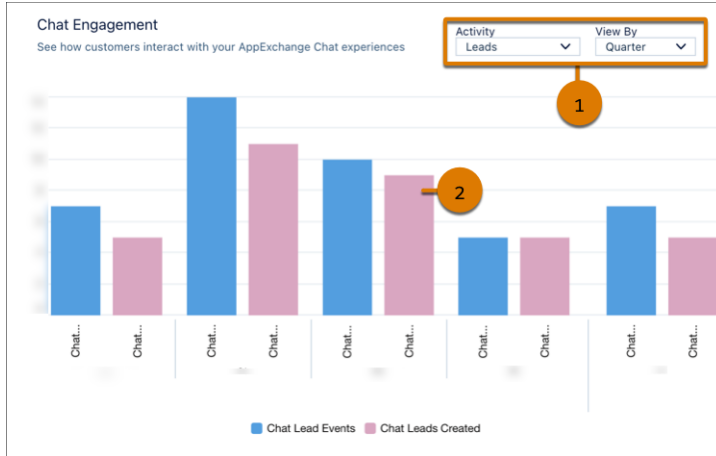 Chat Engagement
See how customers interact with your AppExchange Chat experiences
Activity
View By
Leads
Quarter
1
2
Chat...
Chat...
Chat...
Chat...
Chat...
Chat...
Chat...
Chat...
Chat...
Chat...
Chat Lead Events
Chat Leads Created